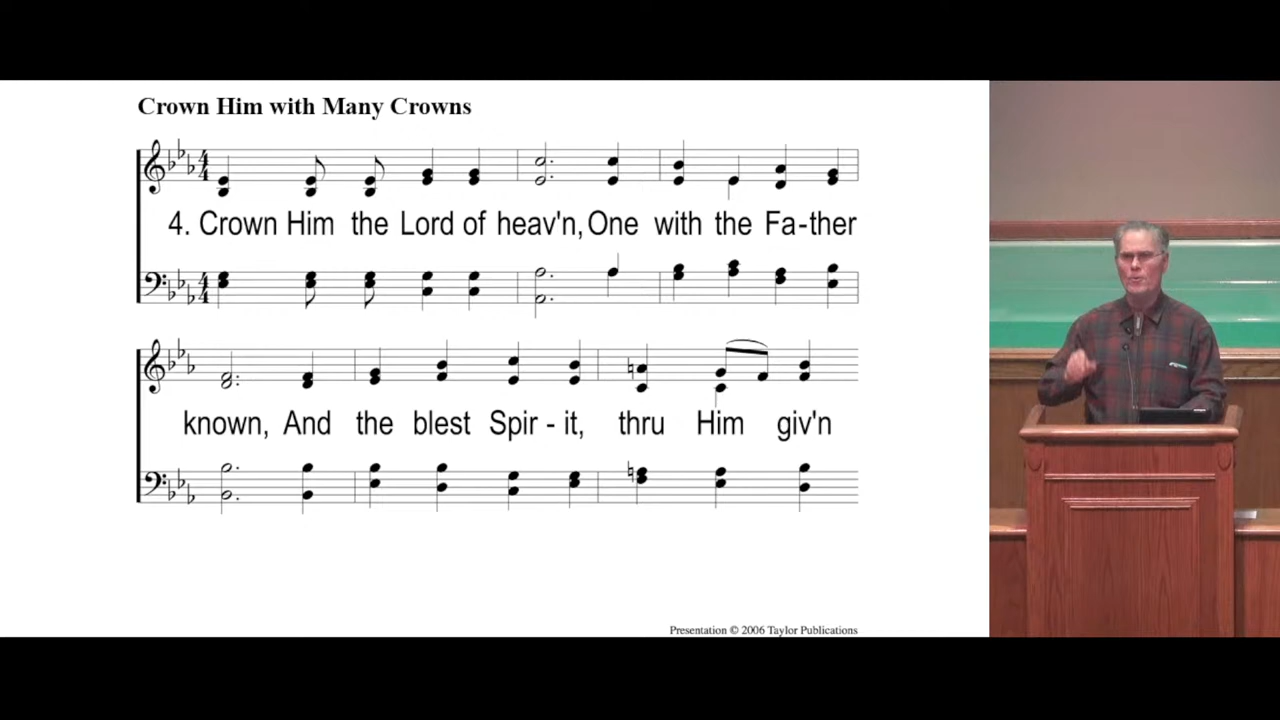 Crown Him with Many Crowns
4. Crown Him the Lord of heav'n, One with the Fa-ther
known, And the blest Spir - it, thru Him giv'n
Presentation © 2006 Taylor Publications